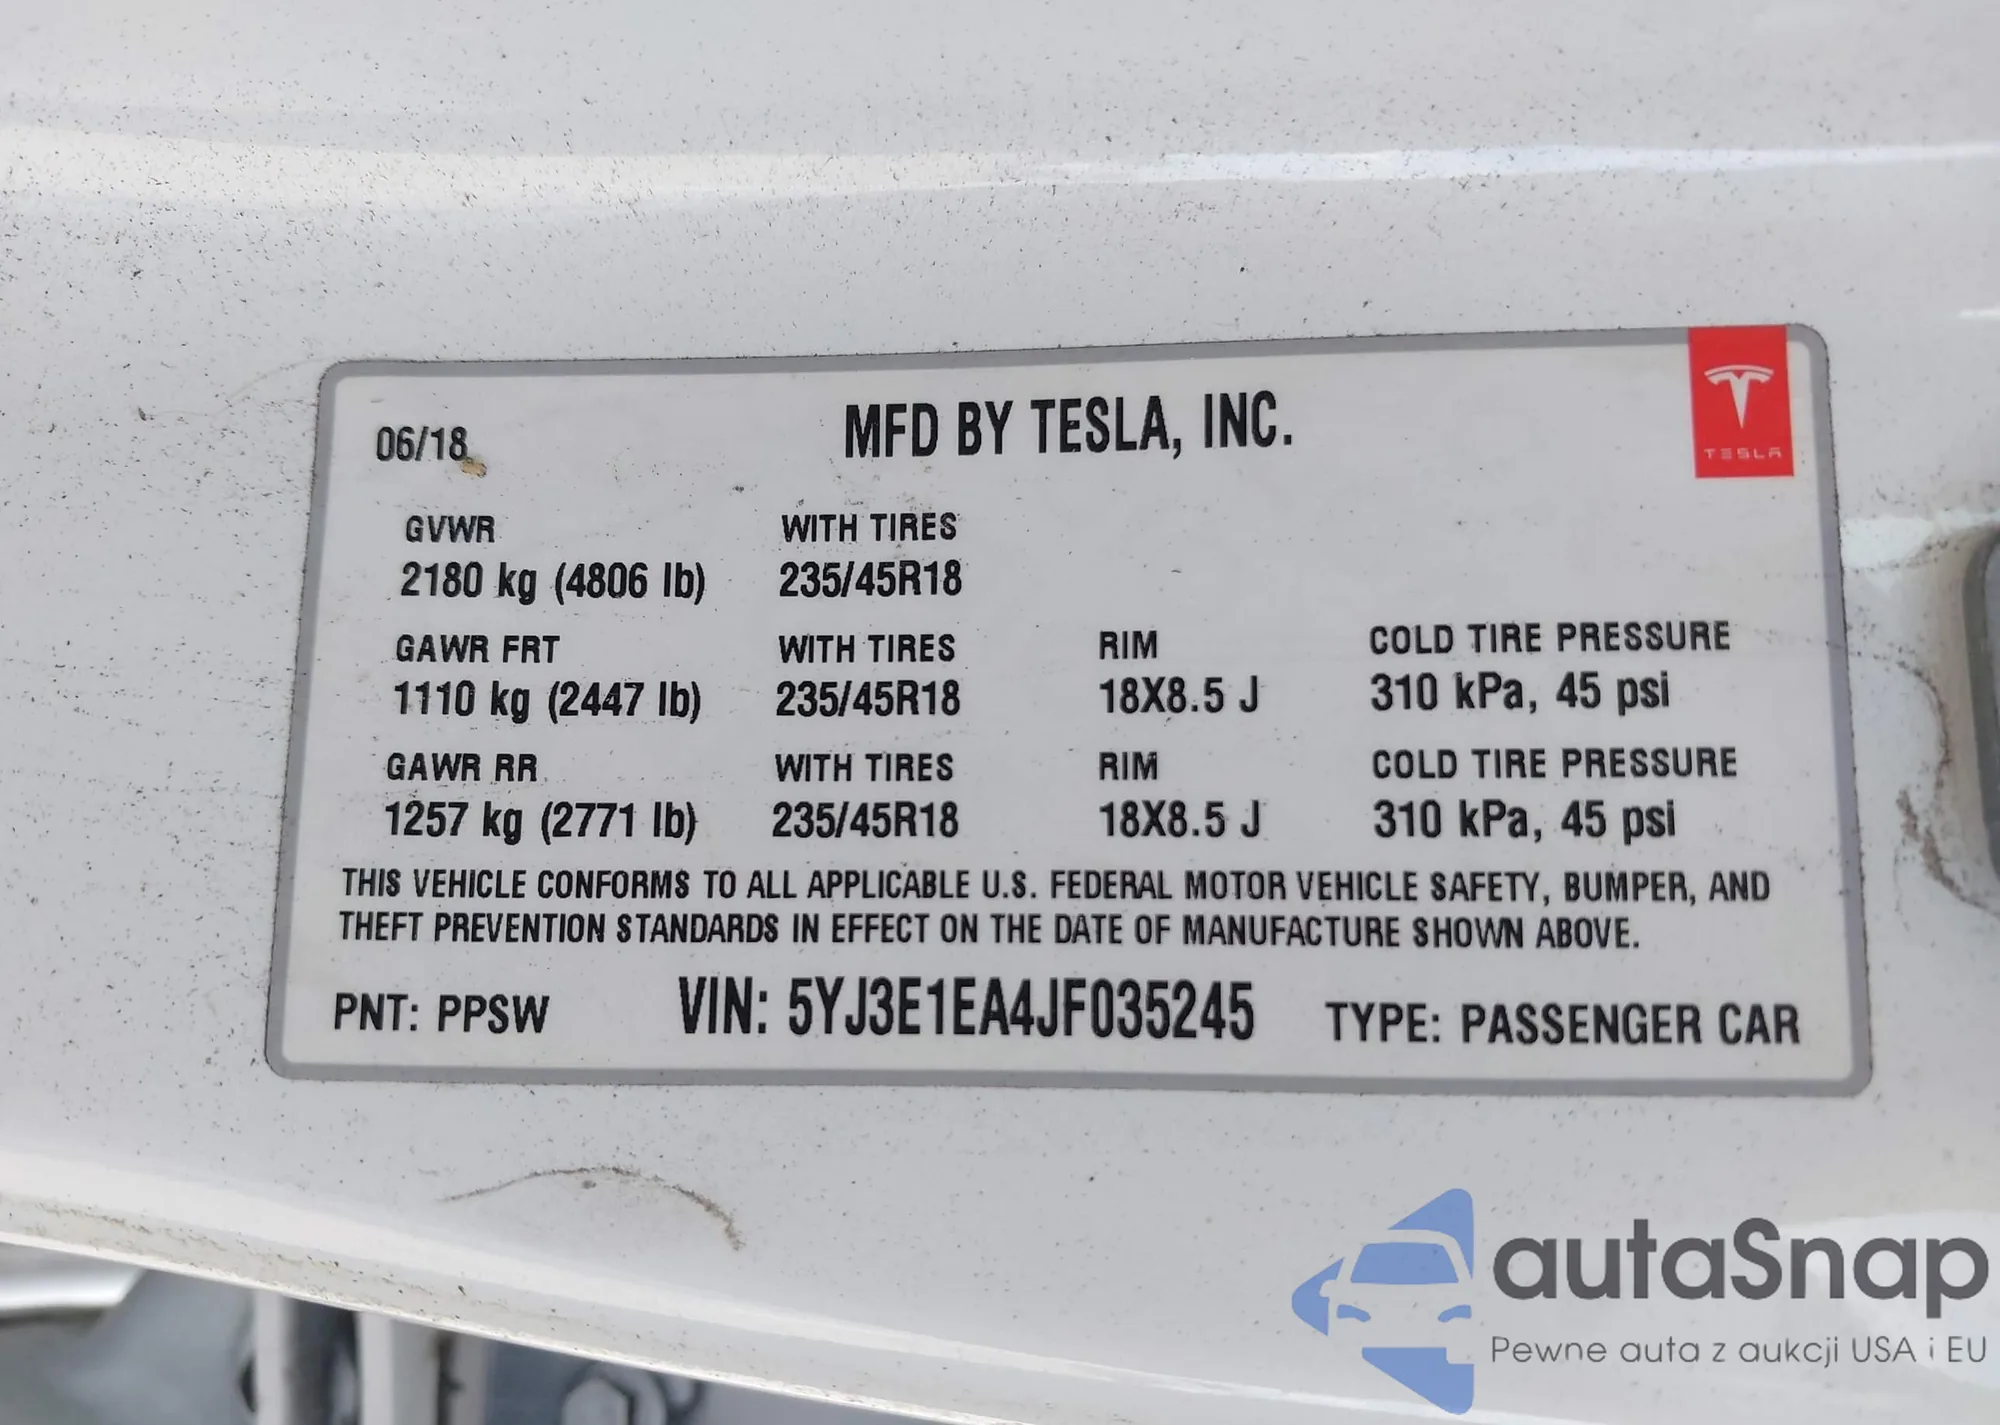 06/18 MFD BY TESLA, INC.
TESLA
GVWR WITH TIRES
2180 kg (4806 lb) 235/45R18
GAWR FRT WITH TIRES RIM COLD TIRE PRESSURE
1110 kg (2447 lb) 235/45R18 18X8.5 J 310 kPa, 45 psi
GAWR RR WITH TIRES RIM COLD TIRE PRESSURE
1257 kg (2771 lb) 235/45R18 18X8.5 J 310 kPa, 45 psi
THIS VEHICLE CONFORMS TO ALL APPLICABLE U.S. FEDERAL MOTOR VEHICLE SAFETY, BUMPER, AND
THEFT PREVENTION STANDARDS IN EFFECT ON THE DATE OF MANUFACTURE SHOWN ABOVE.
PNT: PPSW VIN: 5YJ3E1EA4JF035245 TYPE: PASSENGER CAR
autaSnap
Pewne auta z aukcji USA i EU